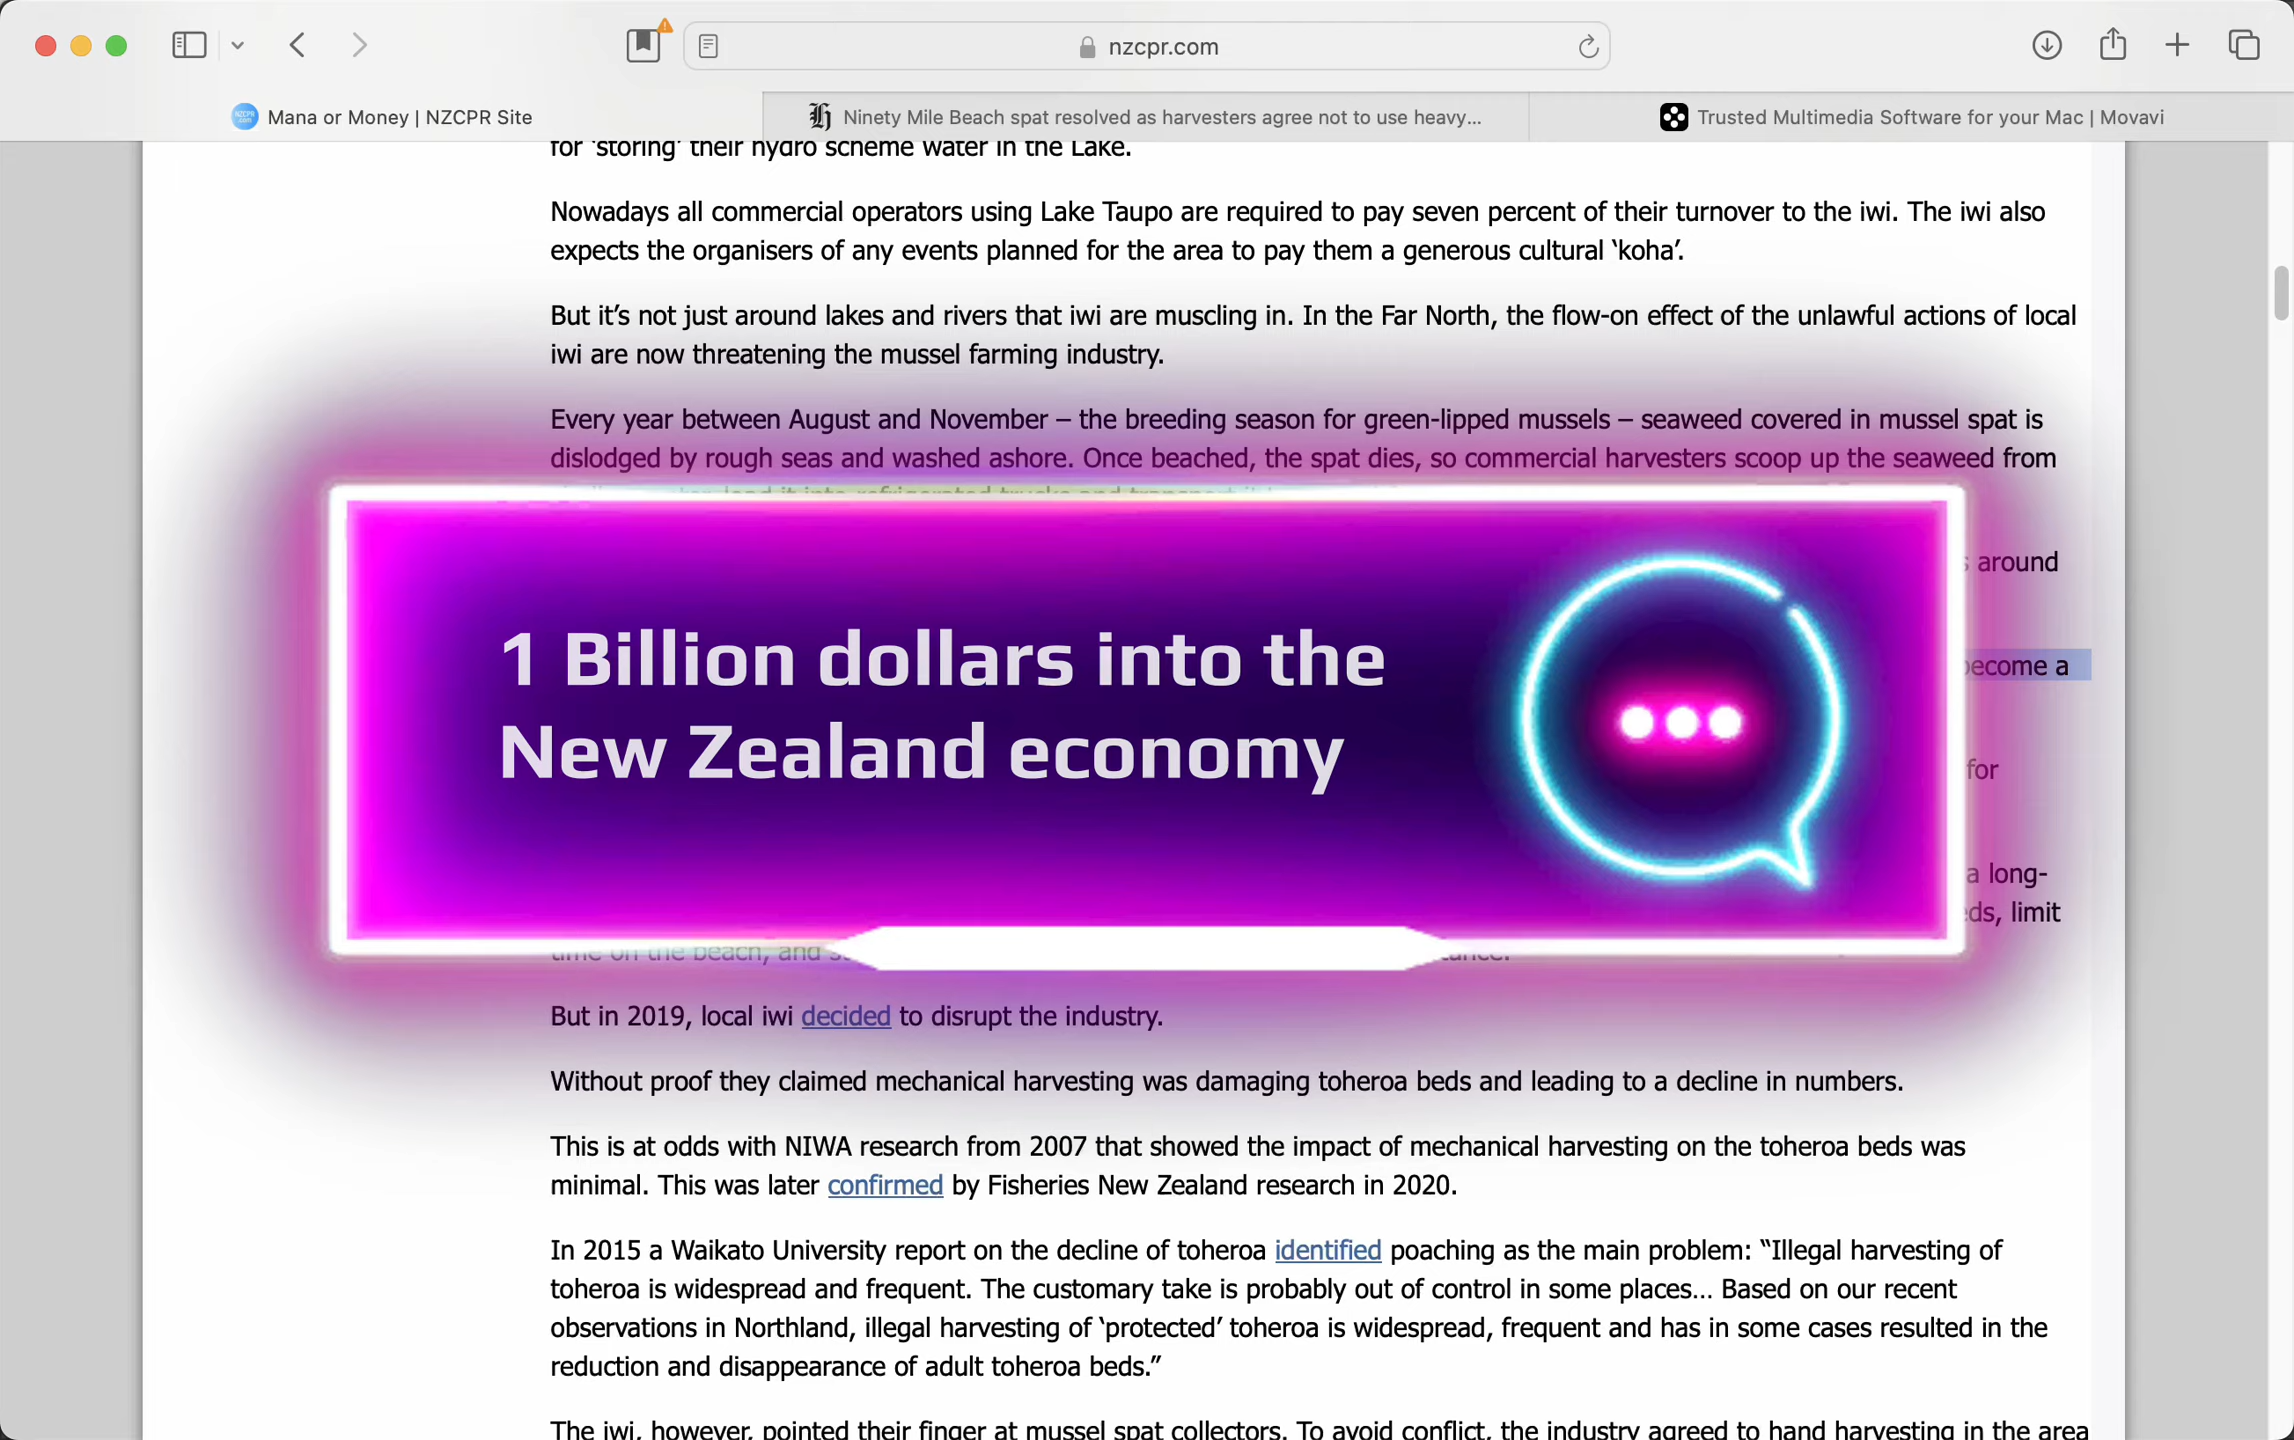 nzcpr.com
Mana or Money | NZCPR Site
Ninety Mile Beach spat resolved as harvesters agree not to use heavy...
Trusted Multimedia Software for your Mac | Movavi
for ‘storing’ their hydro scheme water in the Lake.
Nowadays all commercial operators using Lake Taupo are required to pay seven percent of their turnover to the iwi. The iwi also
expects the organisers of any events planned for the area to pay them a generous cultural ‘koha’.
But it’s not just around lakes and rivers that iwi are muscling in. In the Far North, the flow-on effect of the unlawful actions of local
iwi are now threatening the mussel farming industry.
Every year between August and November – the breeding season for green-lipped mussels – seaweed covered in mussel spat is
dislodged by rough seas and washed ashore. Once beached, the spat dies, so commercial harvesters scoop up the seaweed from
around
1 Billion dollars into the
New Zealand economy
become a
for
a long-
limit
time on the beach, and
But in 2019, local iwi decided to disrupt the industry.
Without proof they claimed mechanical harvesting was damaging toheroa beds and leading to a decline in numbers.
This is at odds with NIWA research from 2007 that showed the impact of mechanical harvesting on the toheroa beds was
minimal. This was later confirmed by Fisheries New Zealand research in 2020.
In 2015 a Waikato University report on the decline of toheroa identified poaching as the main problem: “Illegal harvesting of
toheroa is widespread and frequent. The customary take is probably out of control in some places… Based on our recent
observations in Northland, illegal harvesting of ‘protected’ toheroa is widespread, frequent and has in some cases resulted in the
reduction and disappearance of adult toheroa beds.”
The iwi, however, pointed their finger at mussel spat collectors. To avoid conflict, the industry agreed to hand harvesting in the area